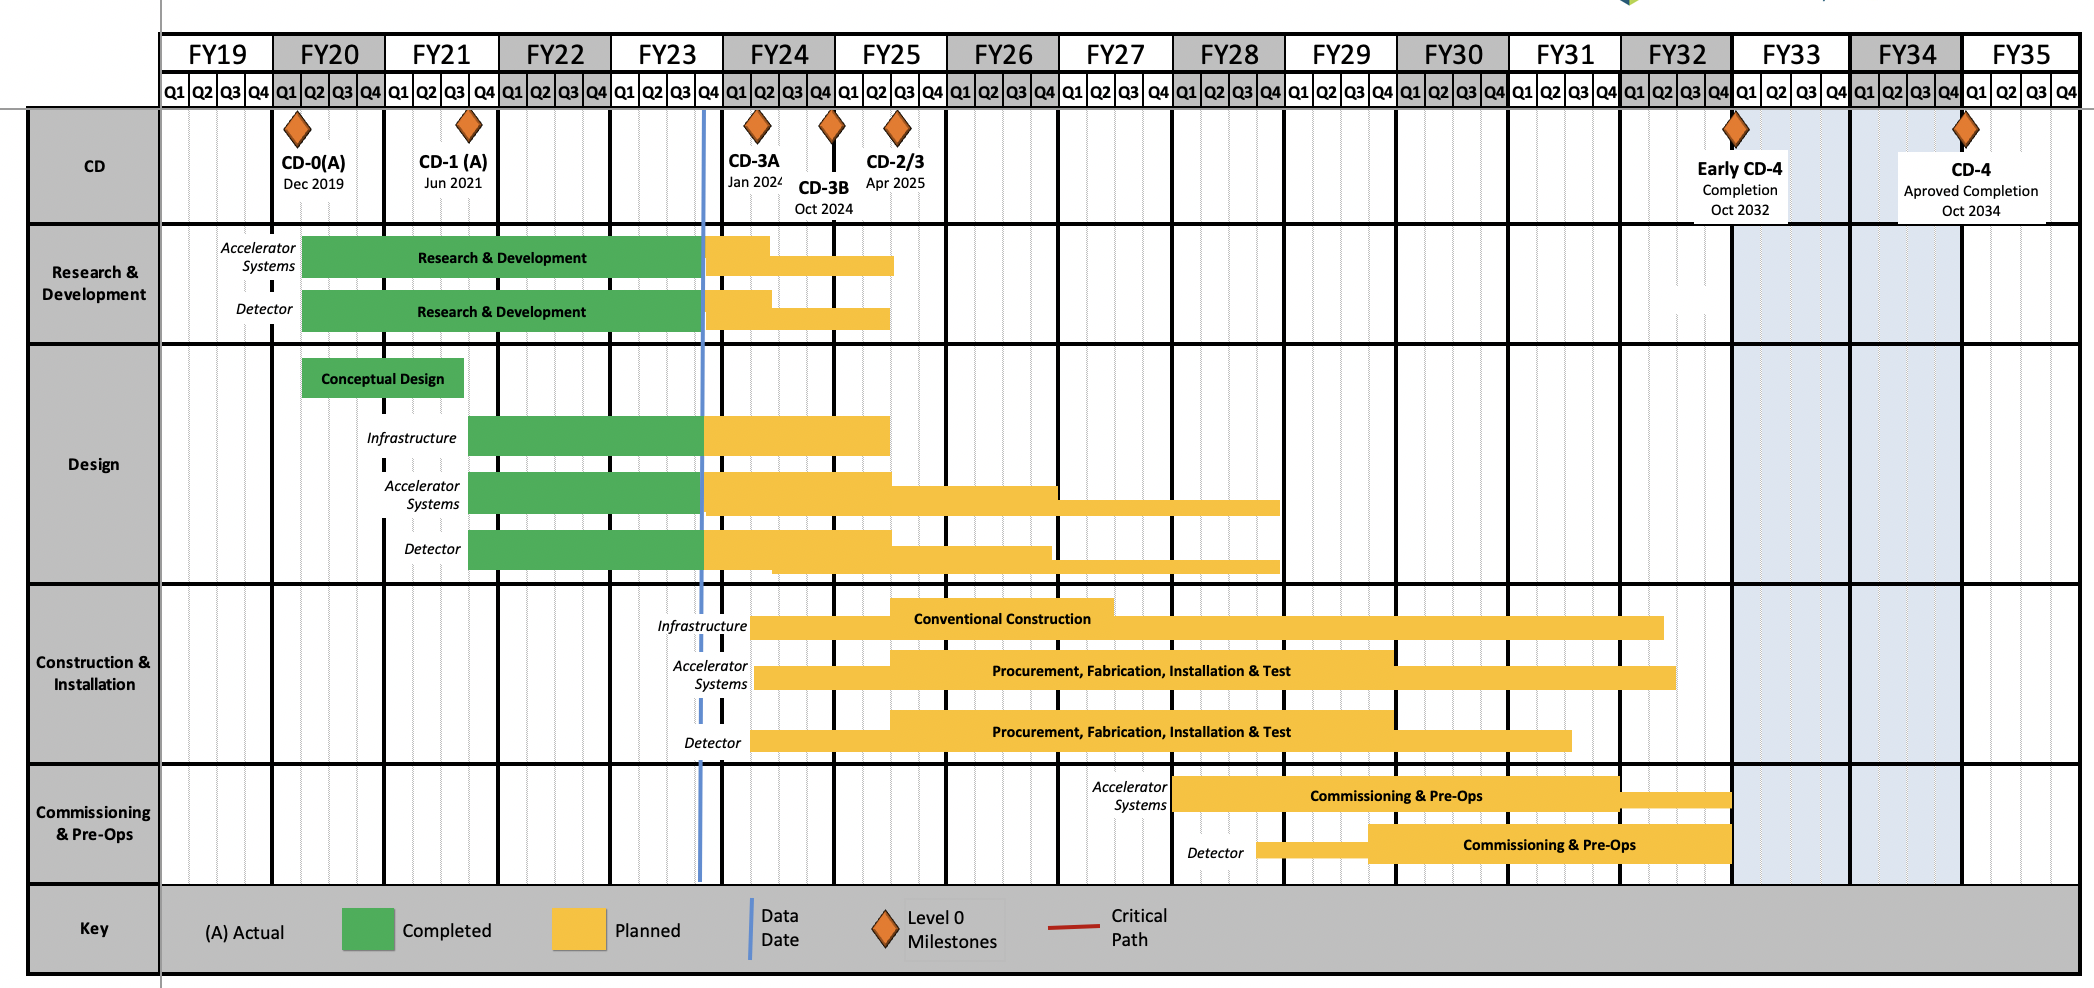 FY19 FY20 FY21 FY22 FY23 FY24 FY25 FY26 FY27 FY28 FY29 FY30 FY31 FY32 FY33 FY34 FY35
Q1 Q2 Q3 Q4 Q1 Q2 Q3 Q4 Q1 Q2 Q3 Q4 Q1 Q2 Q3 Q4 Q1 Q2 Q3 Q4 Q1 Q2 Q3 Q4 Q1 Q2 Q3 Q4 Q1 Q2 Q3 Q4 Q1 Q2 Q3 Q4 Q1 Q2 Q3 Q4 Q1 Q2 Q3 Q4 Q1 Q2 Q3 Q4 Q1 Q2 Q3 Q4 Q1 Q2 Q3 Q4 Q1 Q2 Q3 Q4 Q1 Q2 Q3 Q4 Q1 Q2 Q3 Q4
CD
CD-0(A)
Dec 2019
CD-1 (A)
Jun 2021
CD-3A
Jan 2024
CD-3B
Oct 2024
CD-2/3
Apr 2025
Early CD-4
Completion
Oct 2032
CD-4
Aproved Completion
Oct 2034
Research &
Development
Accelerator
Systems
Research & Development
Detector
Research & Development
Design
Conceptual Design
Infrastructure
Accelerator
Systems
Detector
Construction &
Installation
Infrastructure
Conventional Construction
Accelerator
Systems
Procurement, Fabrication, Installation & Test
Detector
Procurement, Fabrication, Installation & Test
Commissioning
& Pre-Ops
Accelerator
Systems
Commissioning & Pre-Ops
Detector
Commissioning & Pre-Ops
Key
(A) Actual
Completed
Planned
Data
Date
Level 0
Milestones
Critical
Path